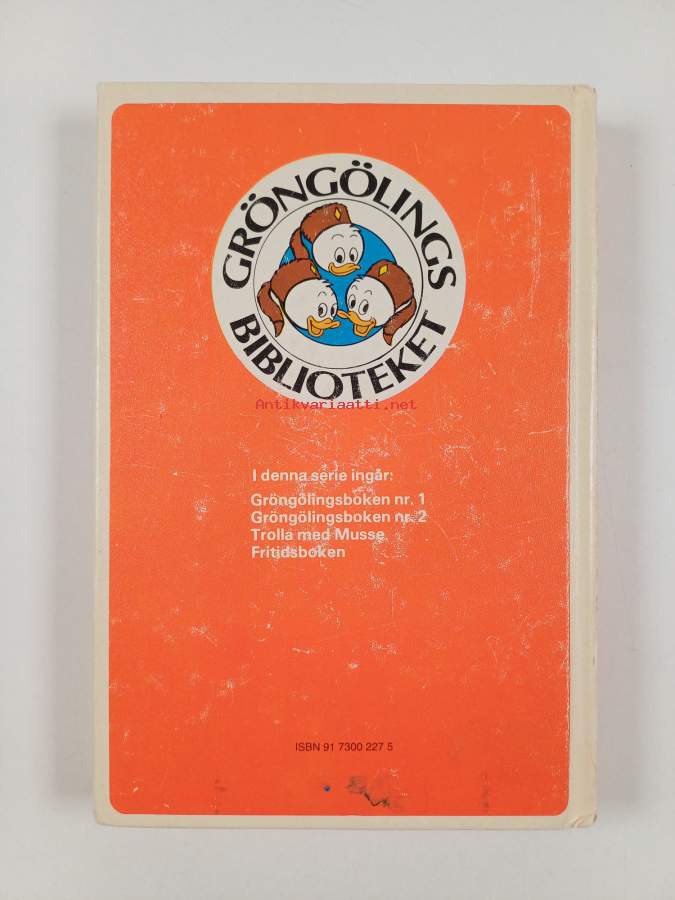 GRÖNGÖLINGS
BIBLIOTEKET
Antikvariaatti.net
I denna serie ingår:
Gröngölingsboken nr. 1
Gröngölingsboken nr. 2
Trolla med Musse
Fritidsboken
ISBN 91 7300 227 5